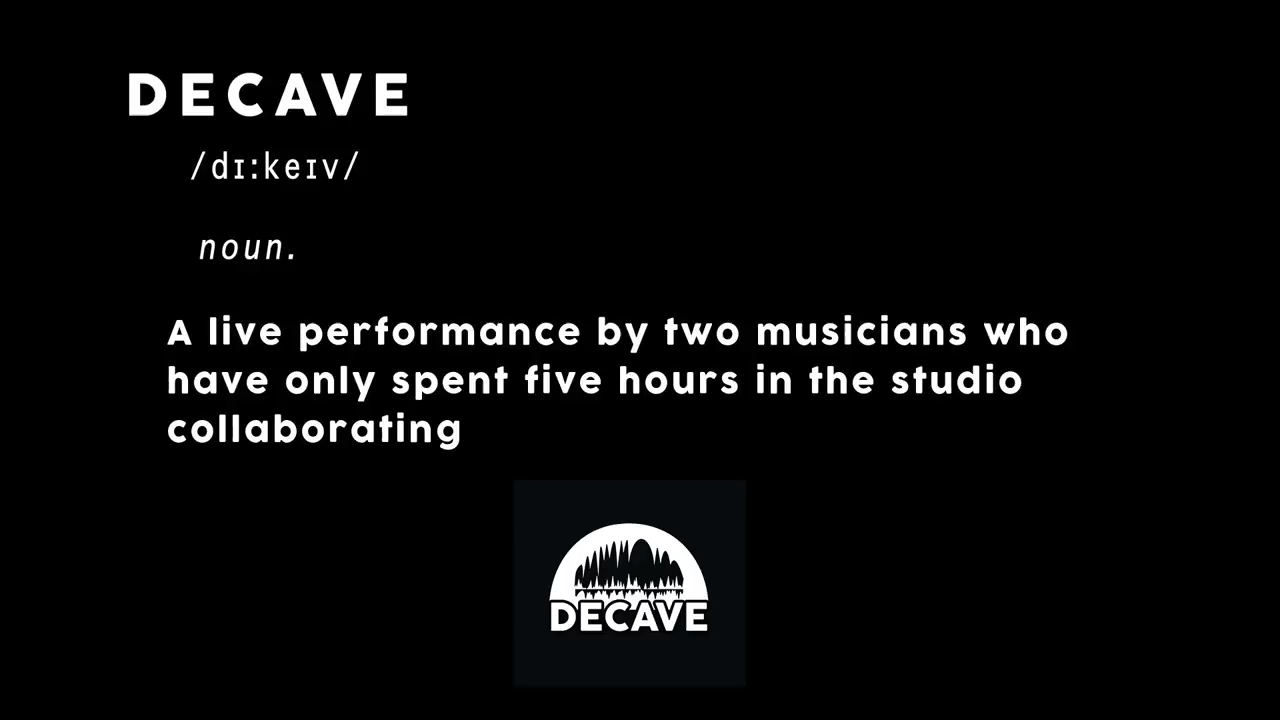 DECAVE
/dɪ:keɪv/
noun.
A live performance by two musicians who
have only spent five hours in the studio
collaborating
DECAVE